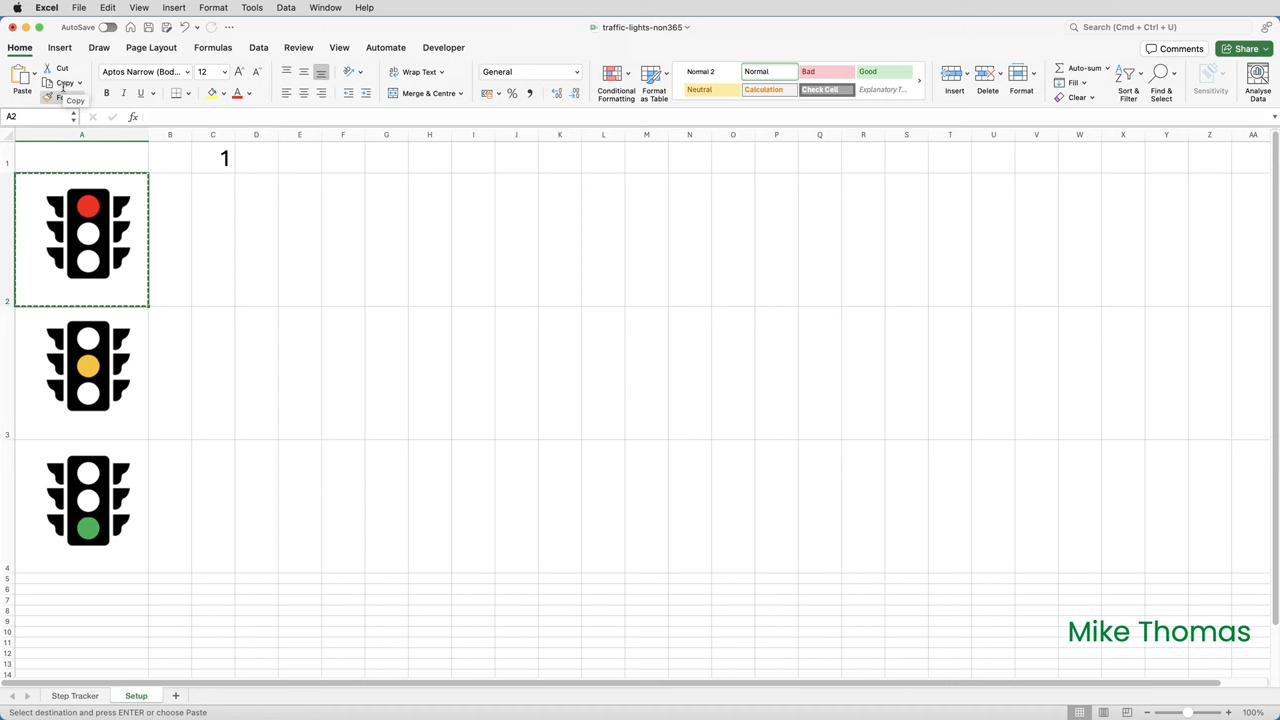 Excel File Edit View Insert Format Tools Data Window Help
AutoSave traffic-lights-non365 Search (Cmd + Ctrl + U)
Home Insert Draw Page Layout Formulas Data Review View Automate Developer Comments Share
Paste Cut Copy Aptos Narrow (Bod... 12 Wrap Text General Normal 2 Normal Bad Good Auto-sum
B I U Merge & Centre Neutral Calculation Check Cell Explanatory T... Fill Clear
Conditional Formatting Format as Table Insert Delete Format Sort & Filter Find & Select Sensitivity Analyse Data
Copy
A2 fx
A B C D E F G H I J K L M N O P Q R S T U V W X Y Z AA
1 1
2
3
4
5
6
7
8
9
10
11
12
13
14
Mike Thomas
Step Tracker Setup
Select destination and press ENTER or choose Paste 100%